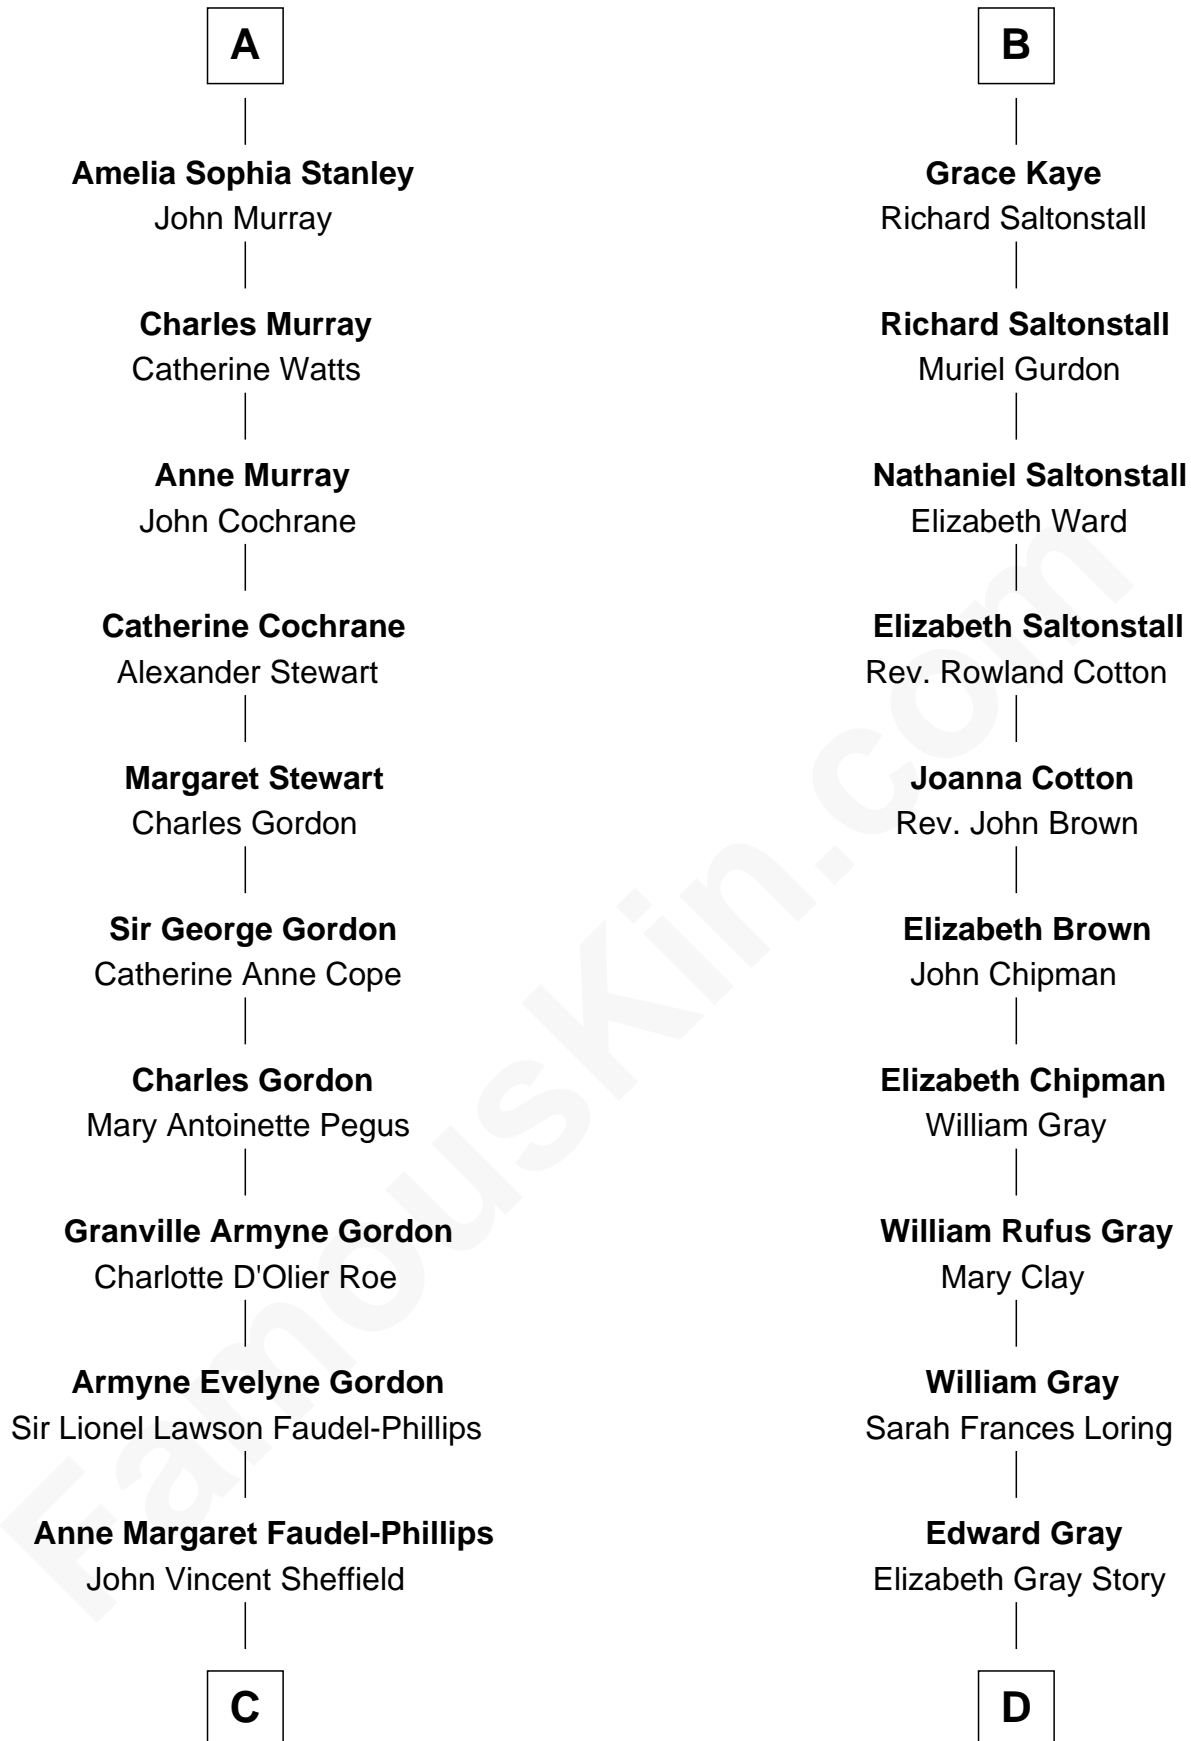 A
Amelia Sophia Stanley
John Murray
Charles Murray
Catherine Watts
Anne Murray
John Cochrane
Catherine Cochrane
Alexander Stewart
Margaret Stewart
Charles Gordon
Sir George Gordon
Catherine Anne Cope
Charles Gordon
Mary Antoinette Pegus
Granville Armyne Gordon
Charlotte D'Olier Roe
Armyne Evelyne Gordon
Sir Lionel Lawson Faudel-Phillips
Anne Margaret Faudel-Phillips
John Vincent Sheffield
C
B
Grace Kaye
Richard Saltonstall
Richard Saltonstall
Muriel Gurdon
Nathaniel Saltonstall
Elizabeth Ward
Elizabeth Saltonstall
Rev. Rowland Cotton
Joanna Cotton
Rev. John Brown
Elizabeth Brown
John Chipman
Elizabeth Chipman
William Gray
William Rufus Gray
Mary Clay
William Gray
Sarah Frances Loring
Edward Gray
Elizabeth Gray Story
D
FamousKin.com